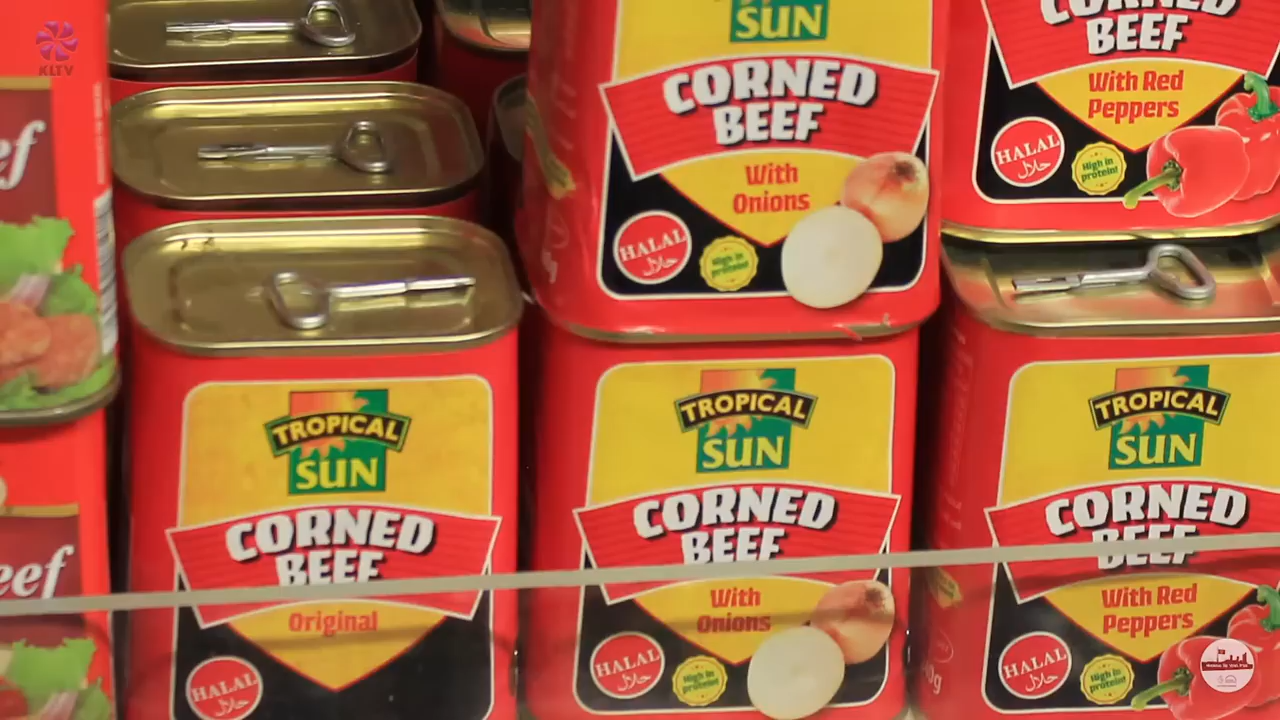 KLTV
ef
eef
TROPICAL
SUN
CORNED
BEEF
Original
HALAL
حلال
SUN
CORNED
BEEF
With
Onions
HALAL
حلال
High in
protein!
TROPICAL
SUN
CORNED
BEEF
With
Onions
HALAL
حلال
High in
protein!
CORNED
BEEF
With Red
Peppers
HALAL
حلال
High in
protein!
TROPICAL
SUN
CORNED
BEEF
With Red
Peppers
HALAL
حلال
High in
protein!